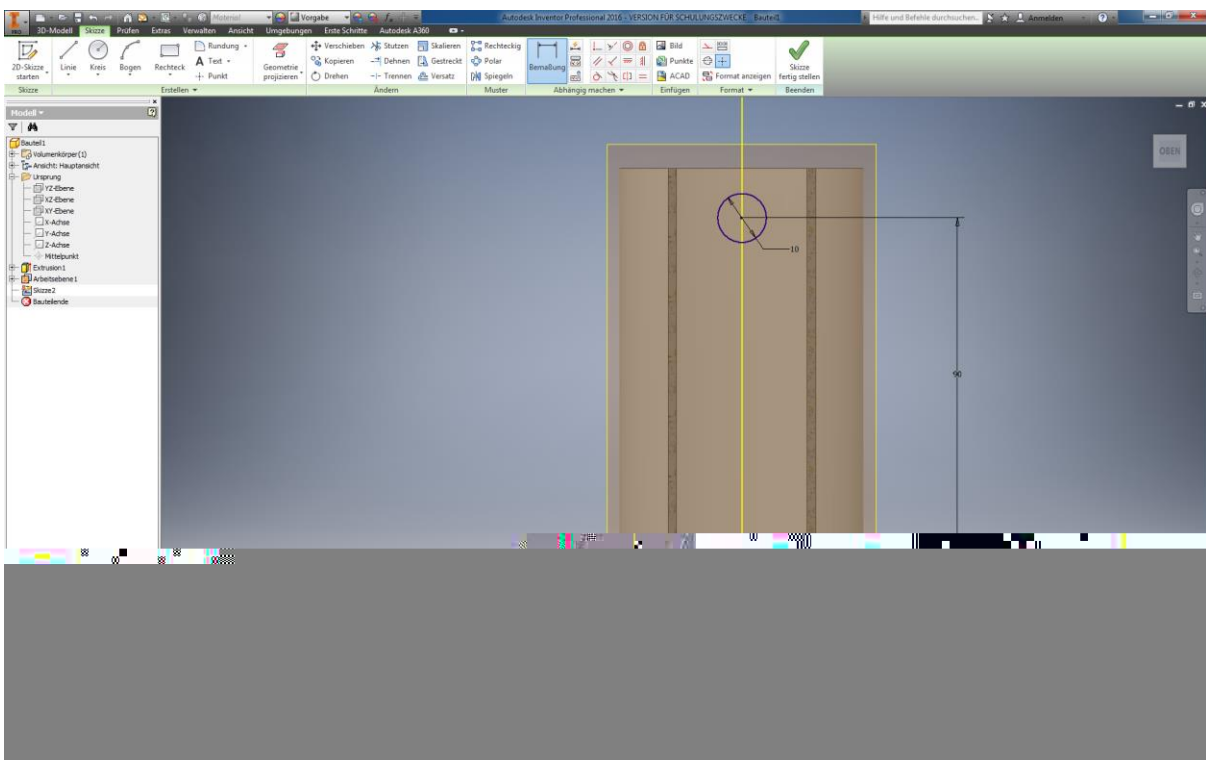 Material Vorgabe fx Autodesk Inventor Professional 2016 - VERSION FÜR SCHULUNGSZWECKE Bauteil1 Hilfe und Befehle durchsuchen... Anmelden
PRO 3D-Modell Skizze Prüfen Extras Verwalten Ansicht Umgebungen Erste Schritte Autodesk A360
2D-Skizze starten
Linie
Kreis
Bogen
Rechteck
Rundung
A Text
Punkt
Geometrie projizieren
Verschieben Stutzen Skalieren
Kopieren Dehnen Gestreckt
Drehen Trennen Versatz
Rechteckig
Polar
Spiegeln
Bemaßung
Bild
Punkte
ACAD
Format anzeigen
Skizze fertig stellen
Skizze Erstellen Ändern Muster Abhängig machen Einfügen Format Beenden
Modell
Bauteil1
Volumenkörper(1)
Ansicht: Hauptansicht
Ursprung
YZ-Ebene
XZ-Ebene
XY-Ebene
X-Achse
Y-Achse
Z-Achse
Mittelpunkt
Extrusion1
Arbeitsebene1
Skizze2
Bauteilende
OBEN
10
90